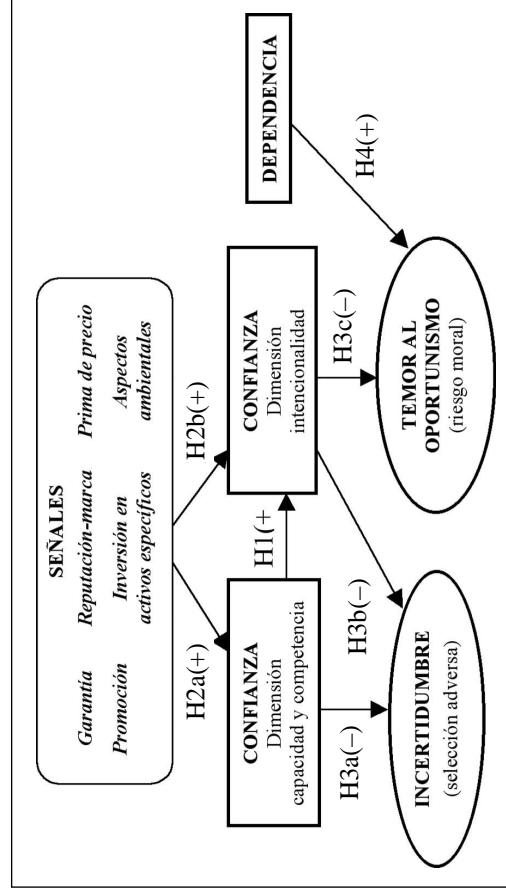 SEÑALES
Garantía Reputación-marca Prima de precio
Promoción Inversión en Aspectos
activos específicos ambientales
H2a(+) H2b(+)
CONFIANZA
Dimensión
capacidad y competencia
H1(+
CONFIANZA
Dimensión
intencionalidad
DEPENDENCIA
H3a(–) H3b(–) H3c(–) H4(+)
INCERTIDUMBRE
(selección adversa)
TEMOR AL
OPORTUNISMO
(riesgo moral)